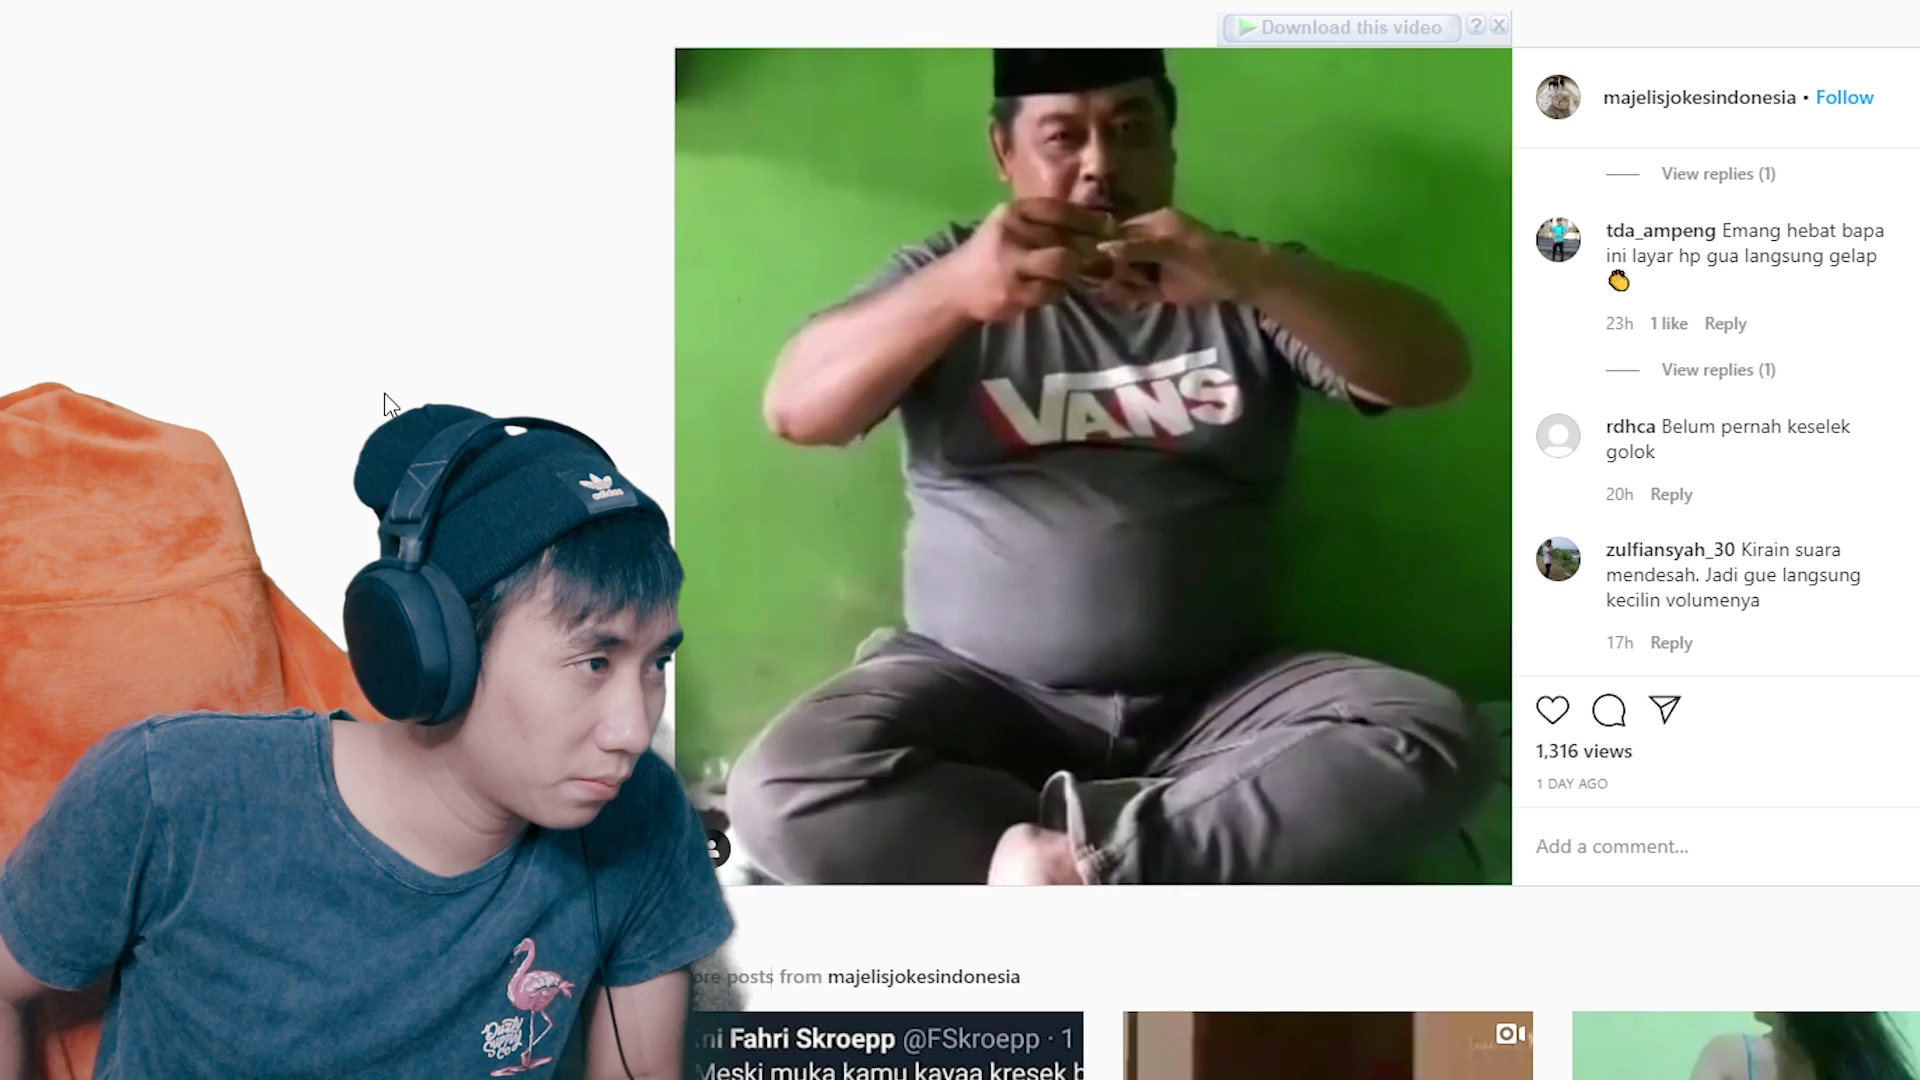 Download this video
majelisjokesindonesia • Follow
View replies (1)
tda_ampeng Emang hebat bapa
ini layar hp gua langsung gelap
👏
23h 1 like Reply
View replies (1)
rdhca Belum pernah keselek
golok
20h Reply
zulfiansyah_30 Kirain suara
mendesah. Jadi gue langsung
kecilin volumenya
17h Reply
1,316 views
1 DAY AGO
Add a comment...
VANS
adidas
posts from majelisjokesindonesia
Fahri Skroepp @FSkroepp · 1
Meski muka kamu kayaa kresek